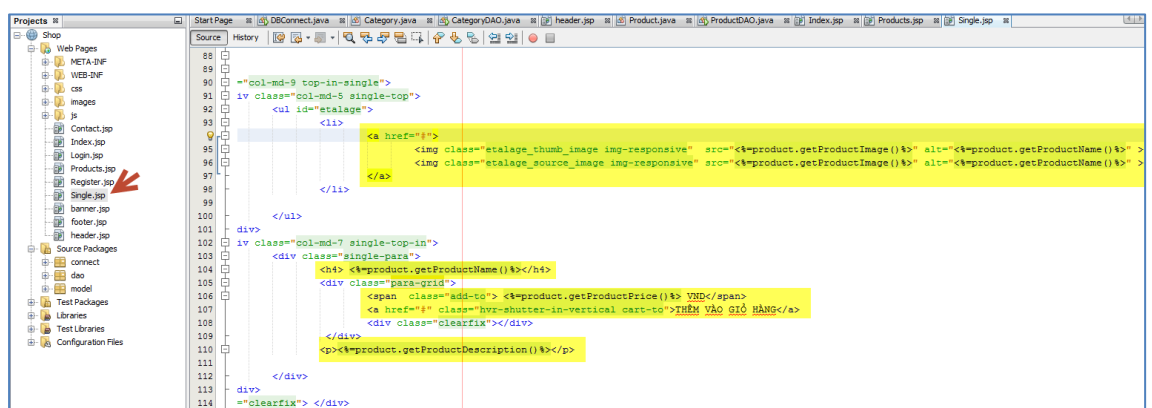 Projects
Start Page DBConnect.java Category.java CategoryDAO.java header.jsp Product.java ProductDAO.java Index.jsp Products.jsp Single.jsp
Shop
Web Pages
META-INF
WEB-INF
css
images
js
Contact.jsp
Index.jsp
Login.jsp
Products.jsp
Register.jsp
Single.jsp
banner.jsp
footer.jsp
header.jsp
Source Packages
connect
dao
model
Test Packages
Libraries
Test Libraries
Configuration Files
Source History
88
89
90 ="col-md-9 top-in-single">
91 iv class="col-md-5 single-top">
92 <ul id="etalage">
93 <li>
<a href="#">
95 <img class="etalage_thumb_image img-responsive" src="<%=product.getProductImage()%>" alt="<%=product.getProductName()%>" >
96 <img class="etalage_source_image img-responsive" src="<%=product.getProductImage()%>" alt="<%=product.getProductName()%>" >
97 </a>
98 </li>
99
100 </ul>
101 div>
102 iv class="col-md-7 single-top-in">
103 <div class="single-para">
104 <h4> <%=product.getProductName()%></h4>
105 <div class="para-grid">
106 <span class="add-to"> <%=product.getProductPrice()%> VND</span>
107 <a href="#" class="hvr-shutter-in-vertical cart-to">THÊM VÀO GIỎ HÀNG</a>
108 <div class="clearfix"></div>
109 </div>
110 <p><%=product.getProductDescription()%></p>
111
112 </div>
113 div>
114 ="clearfix"> </div>